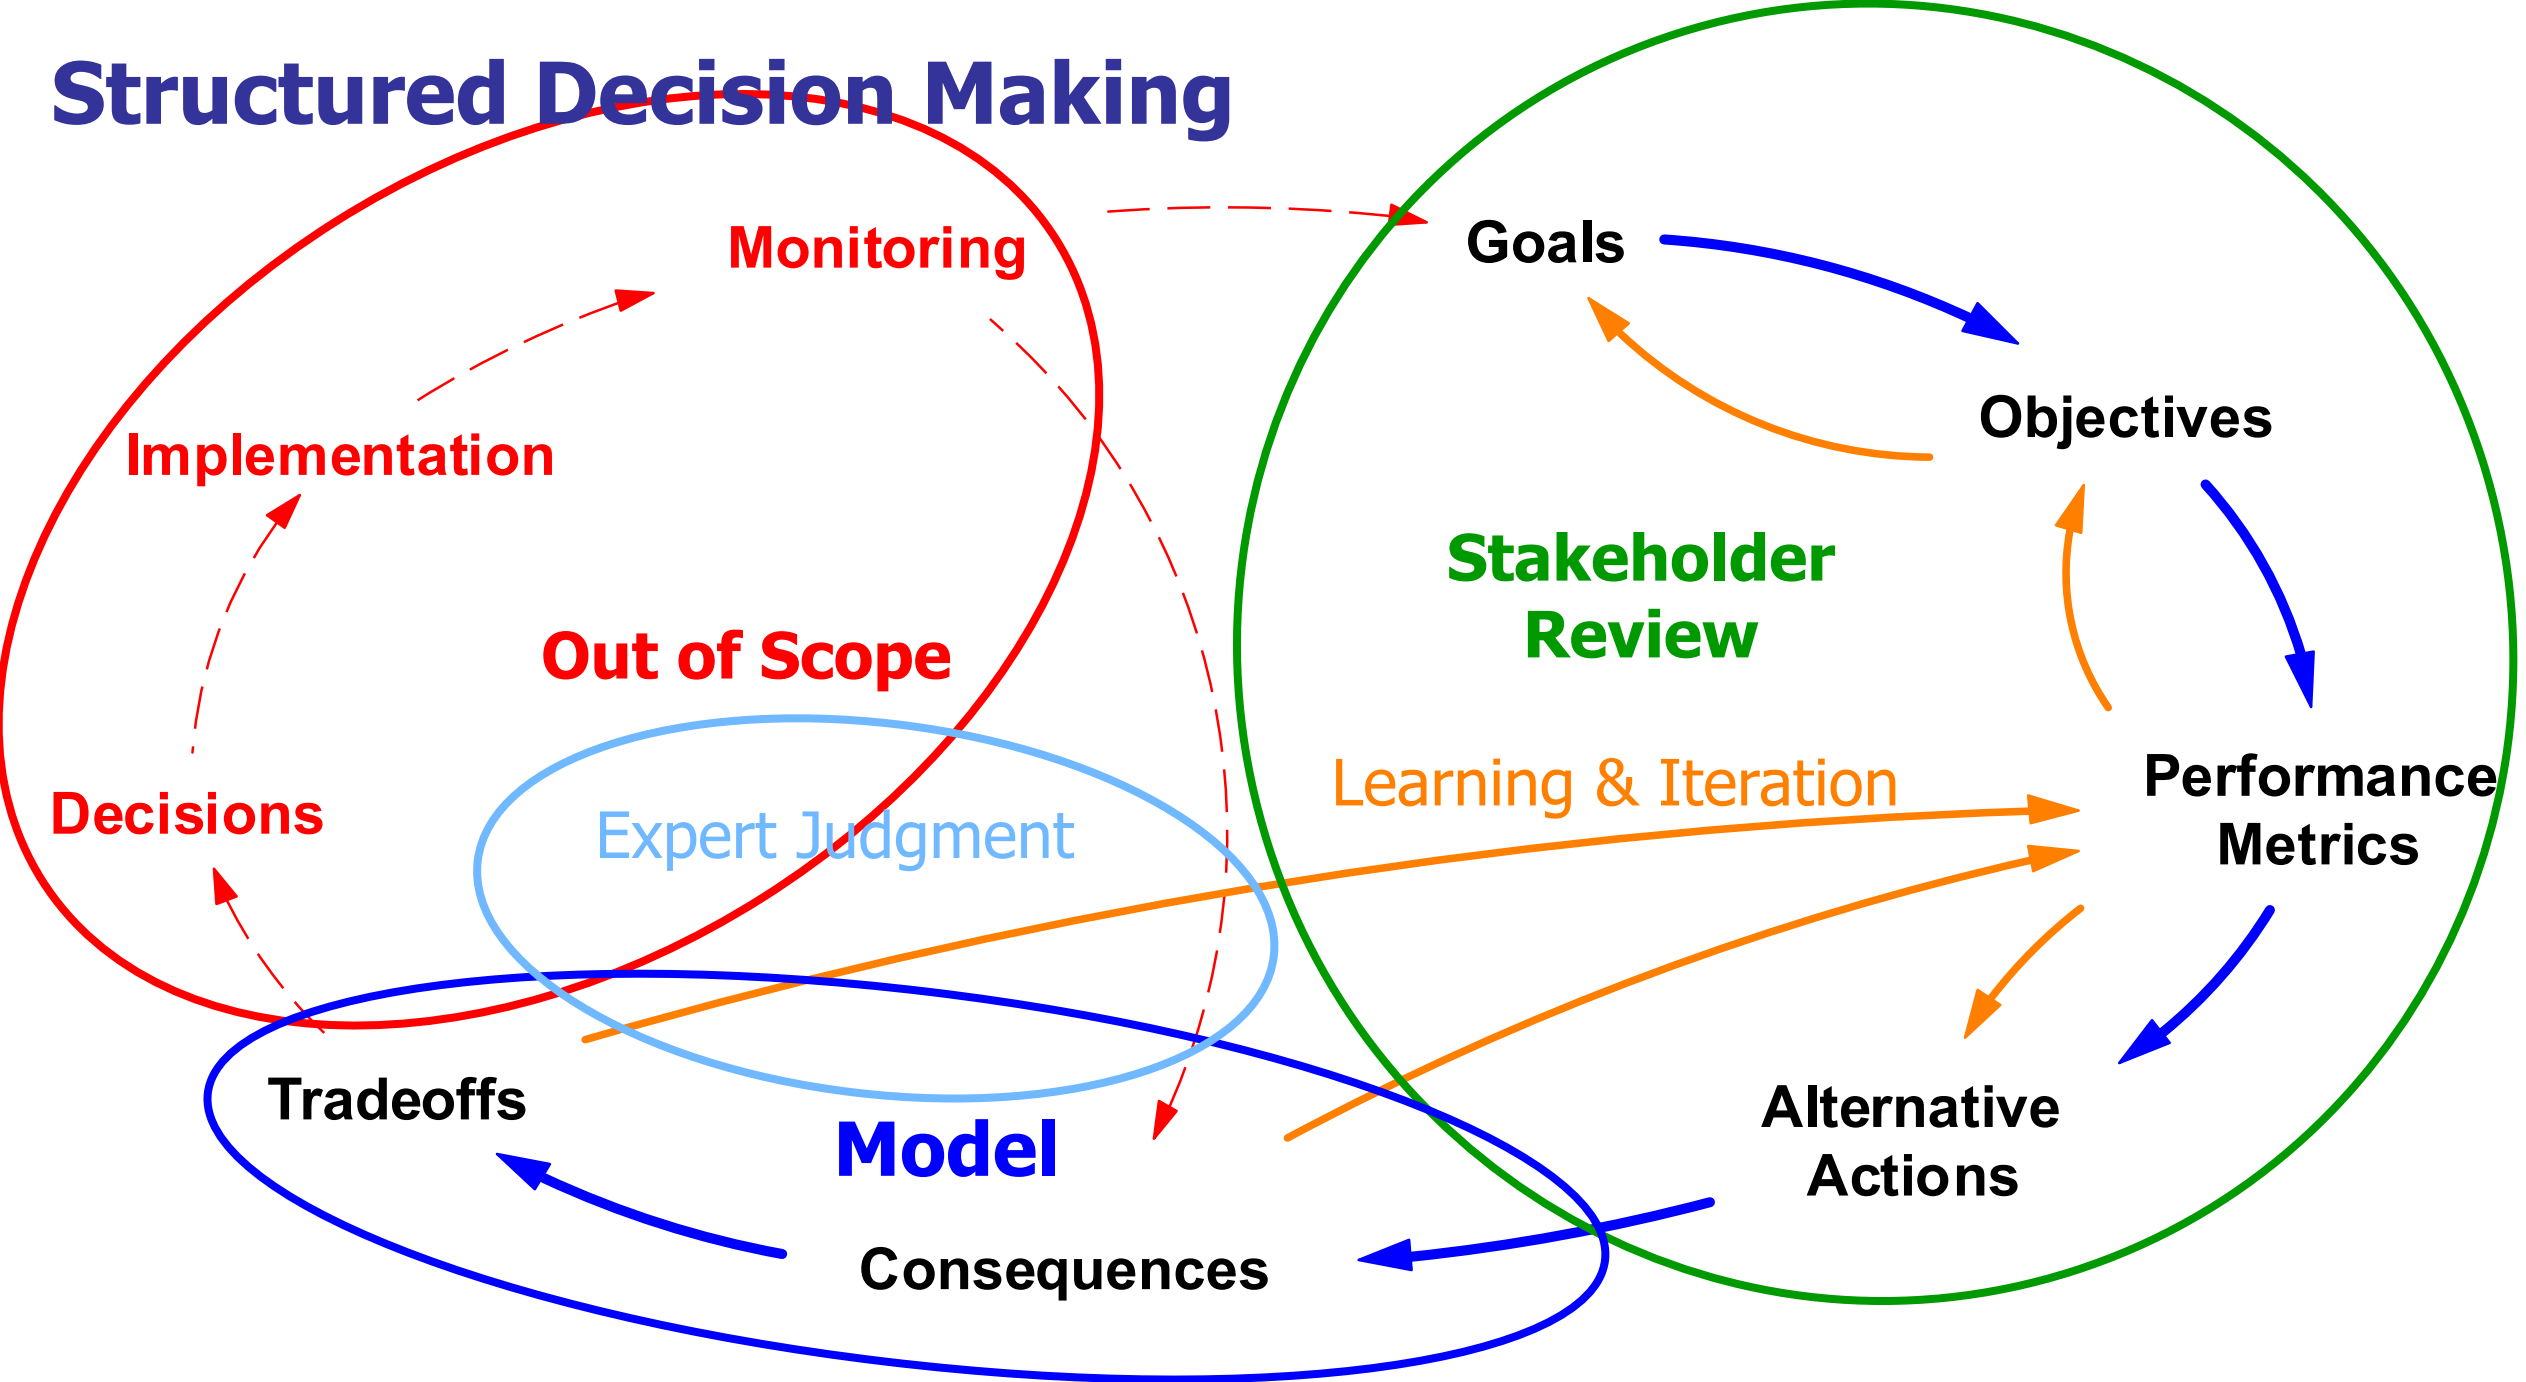 Structured Decision Making
Monitoring
Goals
Objectives
Implementation
Stakeholder
Review
Out of Scope
Learning & Iteration
Performance
Metrics
Decisions
Expert Judgment
Tradeoffs
Model
Alternative
Actions
Consequences